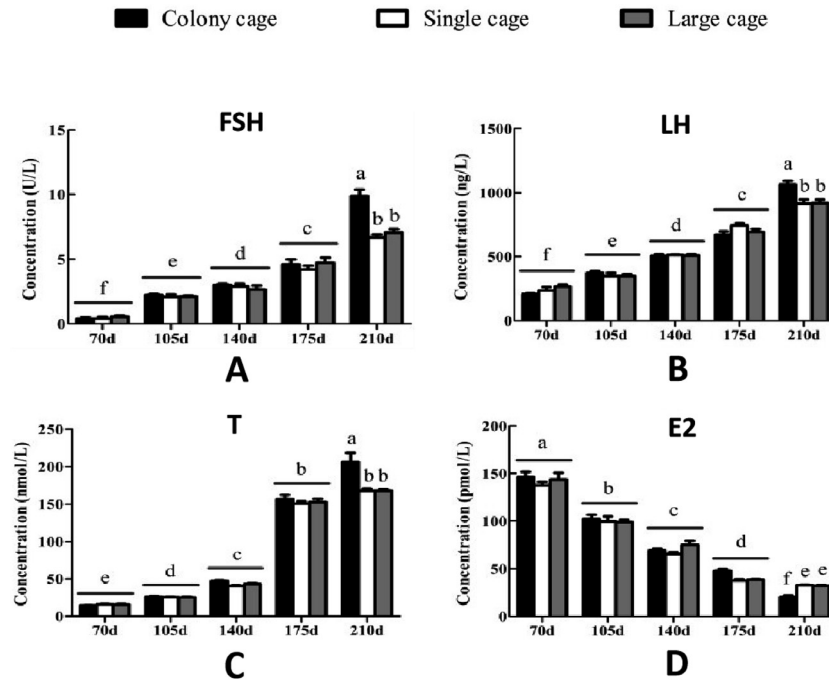 Colony cage Single cage Large cage
FSH
Concentration (U/L)
15
10
5
0
f e d c a b b
70d 105d 140d 175d 210d
A
LH
Concentration (ng/L)
1500
1000
500
0
f e d c a b b
70d 105d 140d 175d 210d
B
T
Concentration (nmol/L)
250
200
150
100
50
0
e d c b a b b
70d 105d 140d 175d 210d
C
E2
Concentration (pmol/L)
200
150
100
50
0
a b c d f e e
70d 105d 140d 175d 210d
D